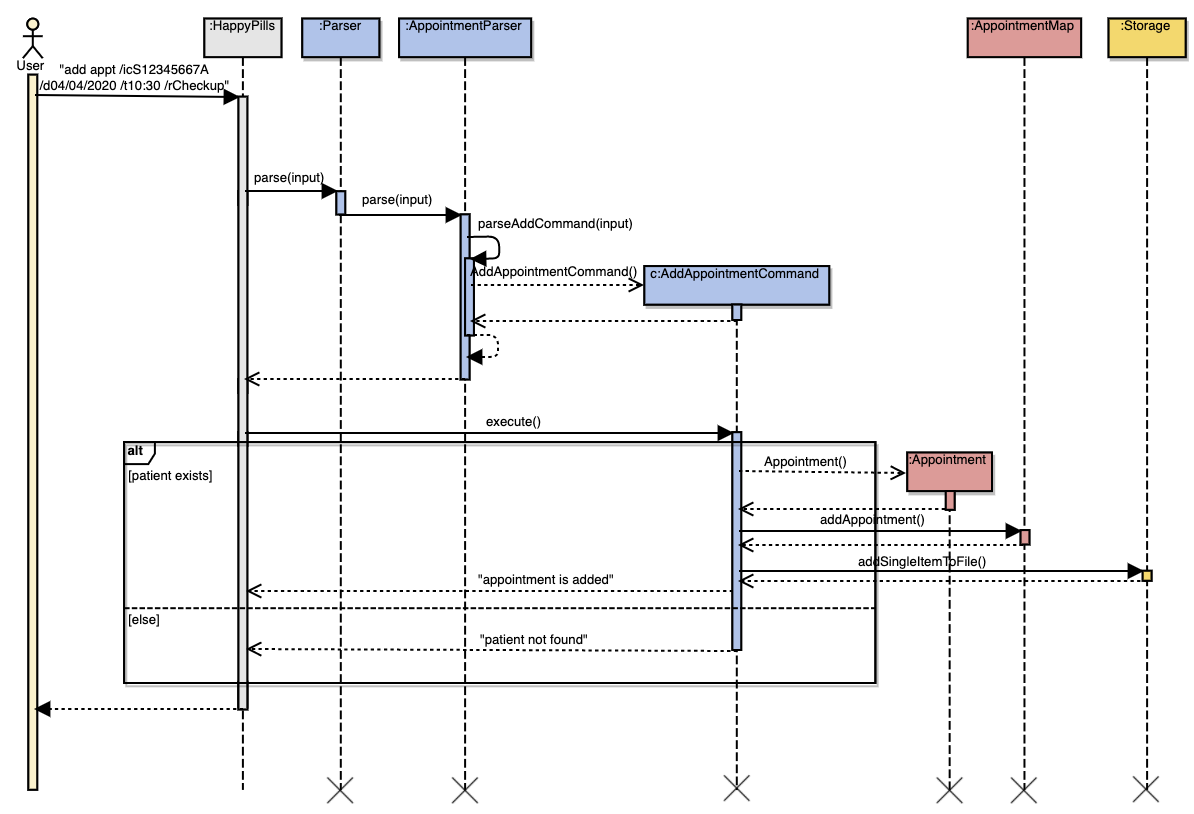 :HappyPills
:Parser
:AppointmentParser
:AppointmentMap
:Storage
User
"add appt /icS12345667A
/d04/04/2020 /t10:30 /rCheckup"
parse(input)
parse(input)
parseAddCommand(input)
AddAppointmentCommand()
c:AddAppointmentCommand
execute()
alt
[patient exists]
Appointment()
:Appointment
addAppointment()
addSingleItemToFile()
"appointment is added"
[else]
"patient not found"